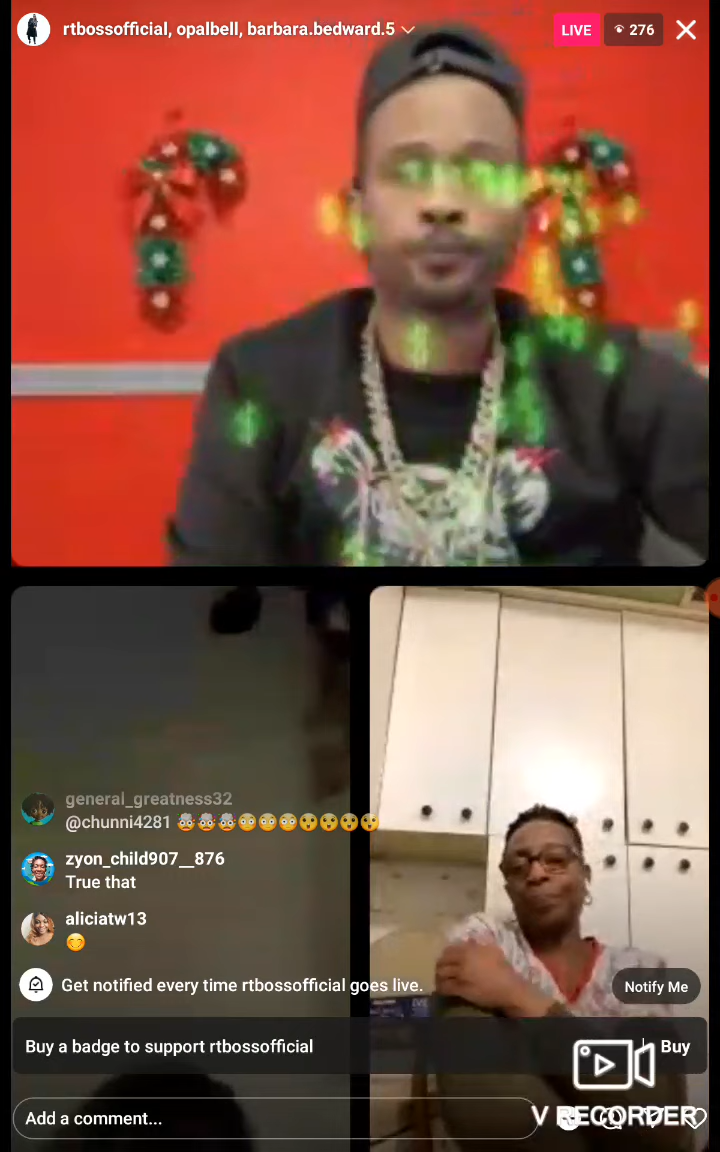 rtbossofficial, opalbell, barbara.bedward.5
LIVE
276
general_greatness32
@chunni4281 🤯🤯🤯😳😳😳😲😲😲😲
zyon_child907__876
True that
aliciatw13
😊
Get notified every time rtbossofficial goes live.
Notify Me
Buy a badge to support rtbossofficial
Buy
Add a comment...
V RECORDER